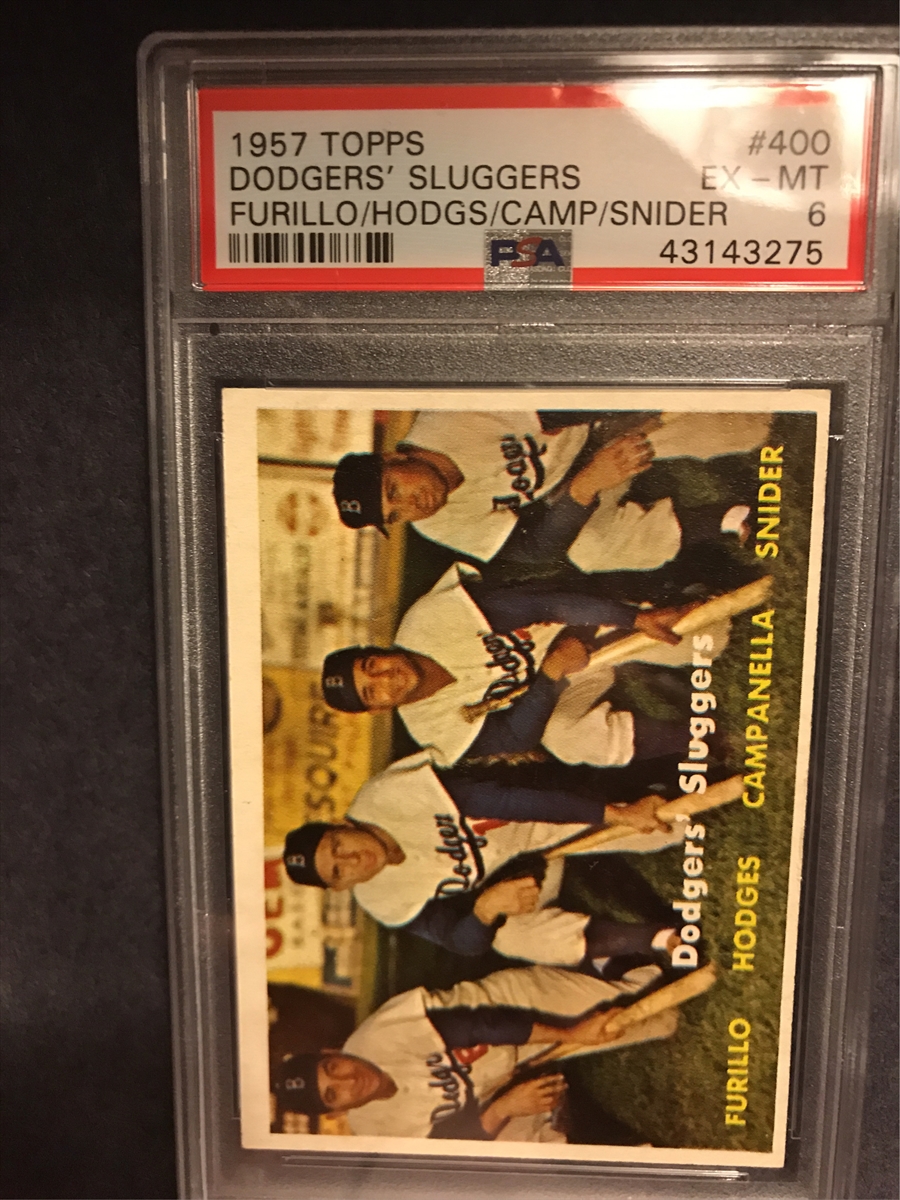 1957 TOPPS #400
DODGERS' SLUGGERS EX - MT
FURILLO/HODGS/CAMP/SNIDER 6
PSA 43143275
B B B B
Dodgers
Dodgers' Sluggers
FURILLO HODGES CAMPANELLA SNIDER